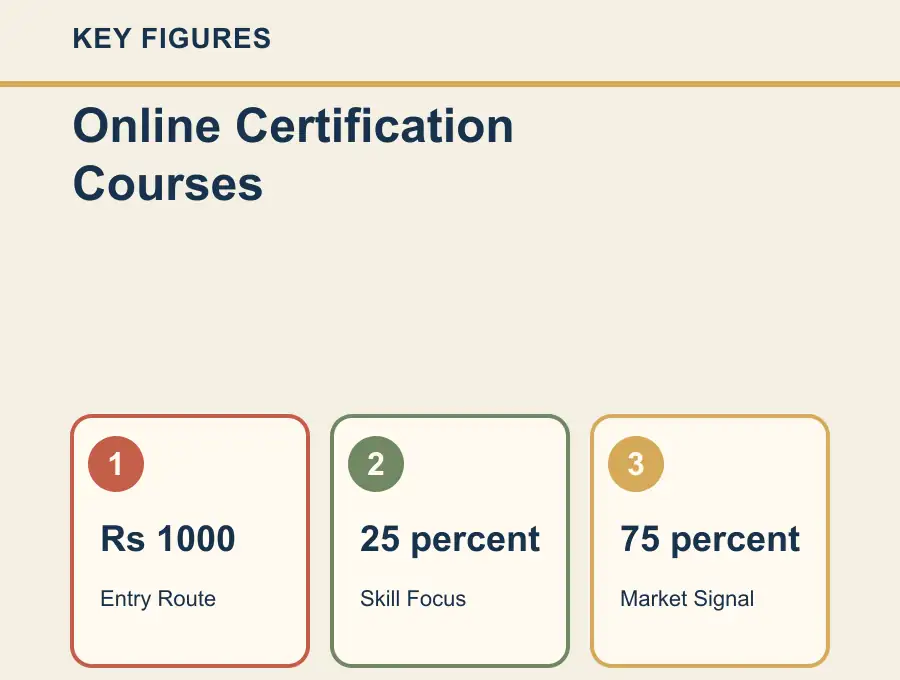 KEY FIGURES
Online Certification
Courses
1
Rs 1000
Entry Route
2
25 percent
Skill Focus
3
75 percent
Market Signal